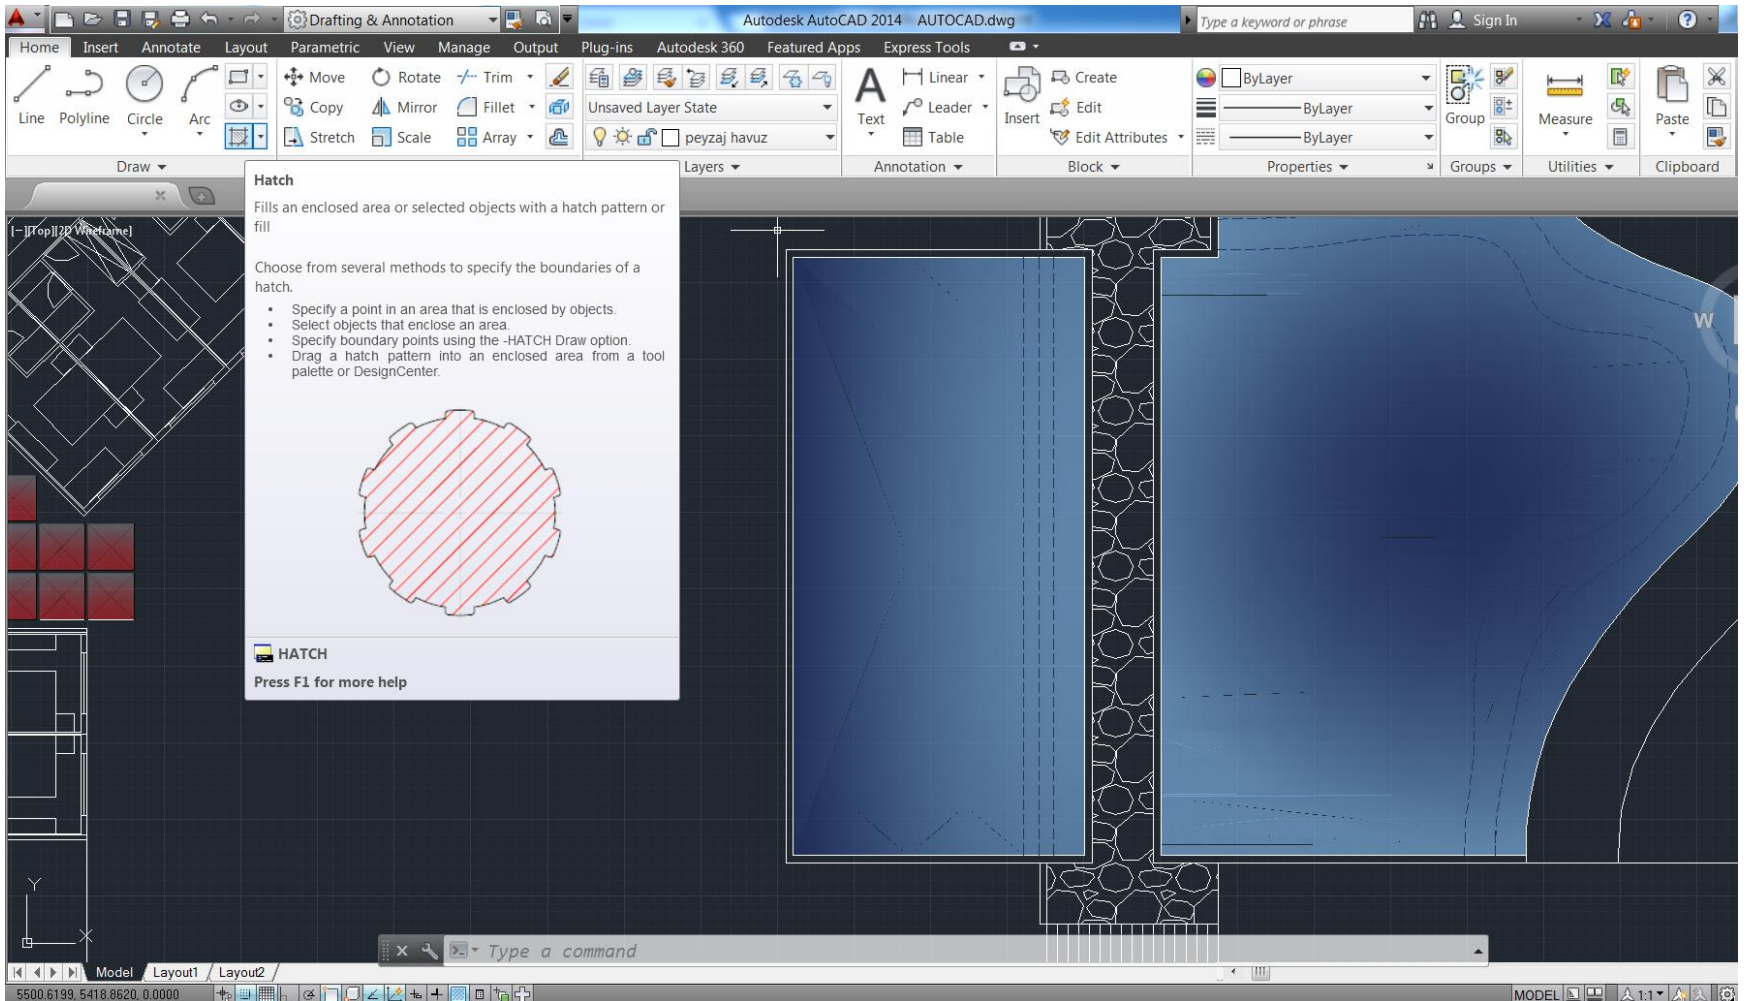 Drafting & Annotation
Autodesk AutoCAD 2014 AUTOCAD.dwg
Type a keyword or phrase
Sign In
Home Insert Annotate Layout Parametric View Manage Output Plug-ins Autodesk 360 Featured Apps Express Tools
Move Rotate Trim
Copy Mirror Fillet
Stretch Scale Array
Line Polyline Circle Arc
Draw
Unsaved Layer State
peyzaj havuz
Layers
Text
Linear
Leader
Table
Annotation
Insert
Create
Edit
Edit Attributes
Block
ByLayer
ByLayer
ByLayer
Properties
Group
Groups
Measure
Utilities
Paste
Clipboard
[−][Top][2D Wireframe]
Hatch
Fills an enclosed area or selected objects with a hatch pattern or
fill
Choose from several methods to specify the boundaries of a
hatch.
• Specify a point in an area that is enclosed by objects.
• Select objects that enclose an area.
• Specify boundary points using the -HATCH Draw option.
• Drag a hatch pattern into an enclosed area from a tool
palette or DesignCenter.
HATCH
Press F1 for more help
W
Y
X
Type a command
Model Layout1 Layout2
5500.6199, 5418.8620, 0.0000
MODEL
1:1